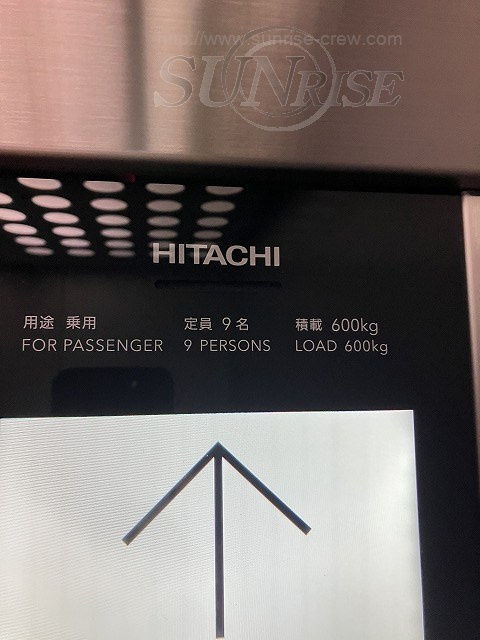 http://www.sunrise-crew.com
SUNRISE
HITACHI
用途 乗用 定員 9名 積載 600kg
FOR PASSENGER 9 PERSONS LOAD 600kg